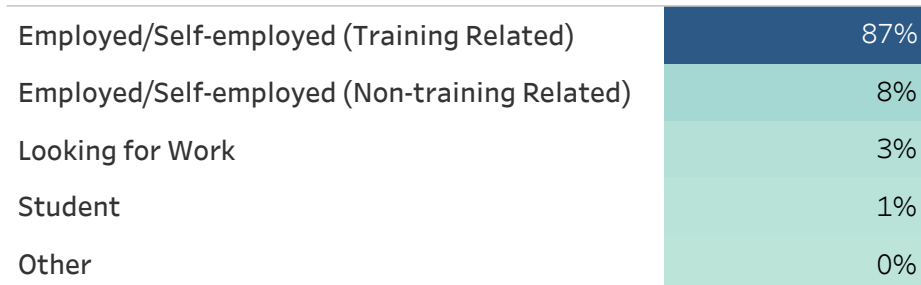 Employed/Self-employed (Training Related) 87%
Employed/Self-employed (Non-training Related) 8%
Looking for Work 3%
Student 1%
Other 0%